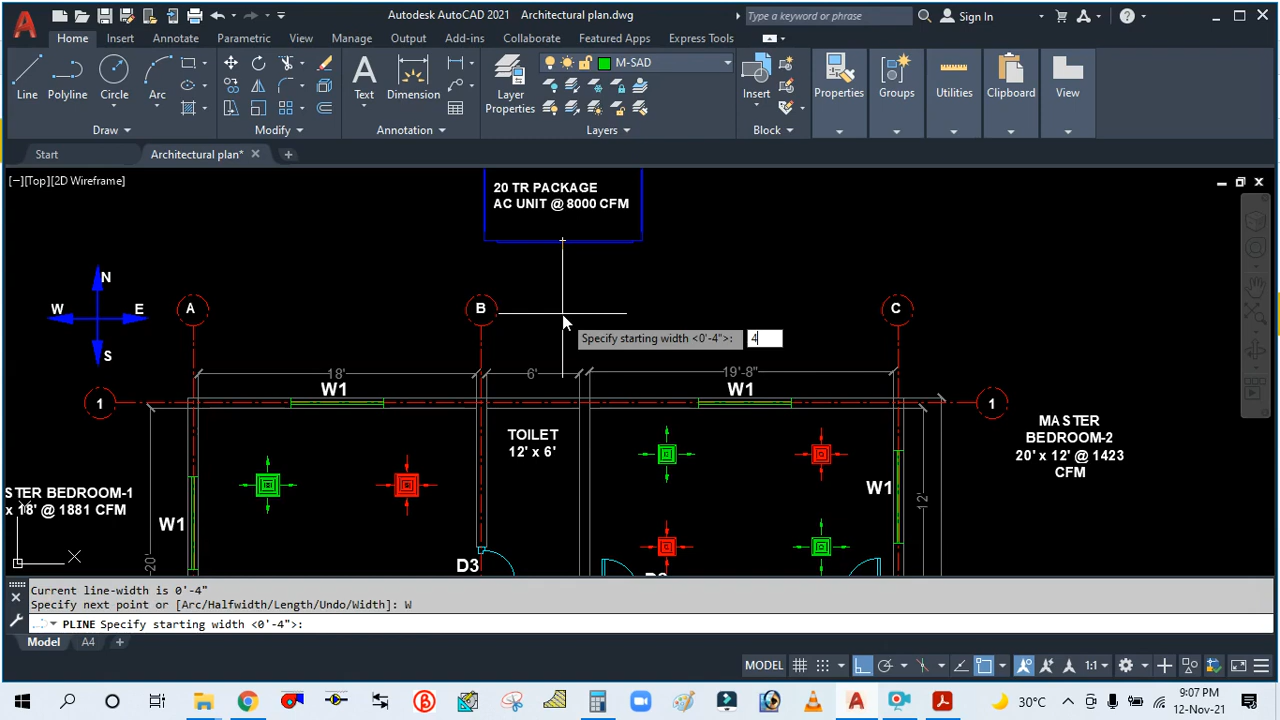 Autodesk AutoCAD 2021 Architectural plan.dwg
Type a keyword or phrase
Sign In
Home Insert Annotate Parametric View Manage Output Add-ins Collaborate Featured Apps Express Tools
M-SAD
Line Polyline Circle Arc
Text Dimension
Layer Properties
Insert Properties Groups Utilities Clipboard View
Draw Modify Annotation Layers Block
Start Architectural plan*
[−][Top][2D Wireframe]
20 TR PACKAGE
AC UNIT @ 8000 CFM
N
W E
S
A B C
Specify starting width <0'-4">: 4
18' 6' 19'-8"
W1 W1
1 1
MASTER
BEDROOM-2
20' x 12' @ 1423
CFM
TOILET
12' x 6'
STER BEDROOM-1
x 18' @ 1881 CFM
W1
W1
12'
20'
D3
Current line-width is 0'-4"
Specify next point or [Arc/Halfwidth/Length/Undo/Width]: W
PLINE Specify starting width <0'-4">:
Model A4
MODEL 1:1
30°C
9:07 PM
12-Nov-21